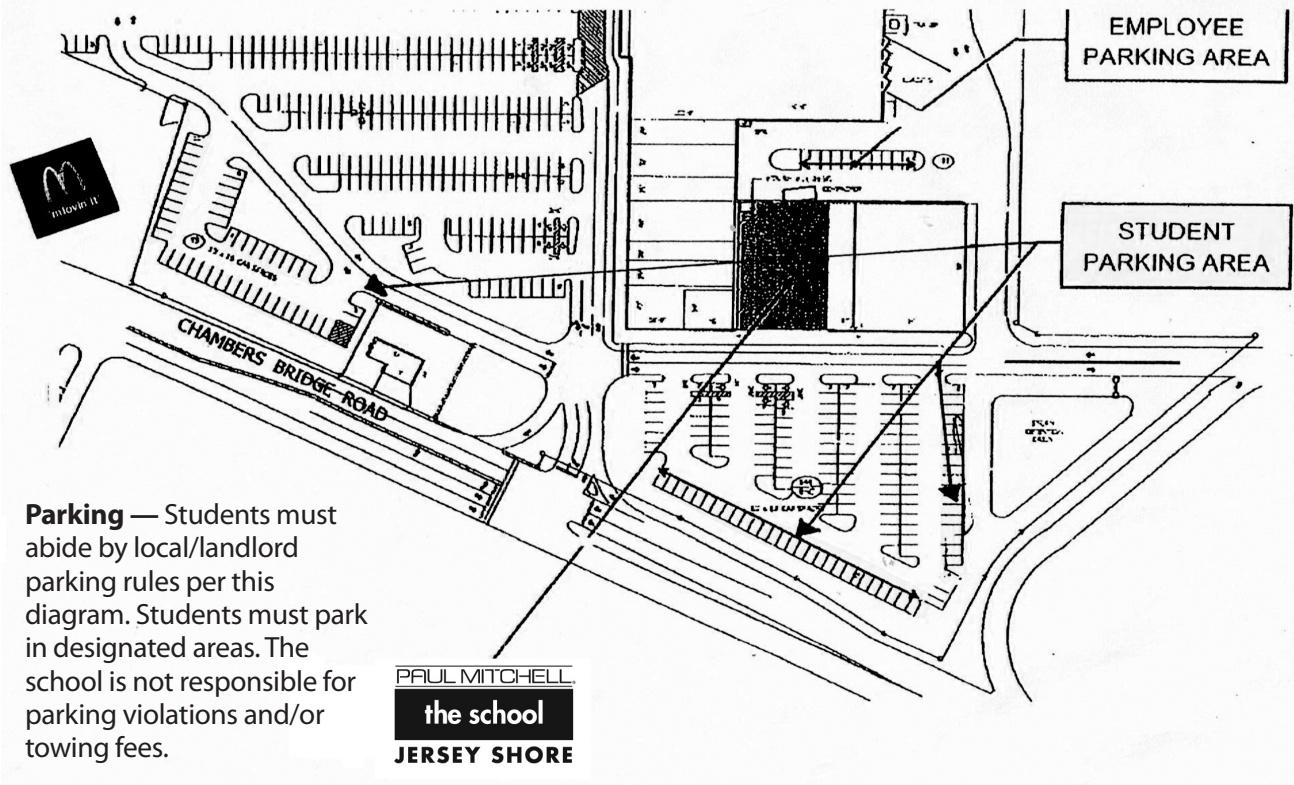 EMPLOYEE
PARKING AREA
m
i'm lovin' it
STUDENT
PARKING AREA
CHAMBERS BRIDGE ROAD
Parking — Students must
abide by local/landlord
parking rules per this
diagram. Students must park
in designated areas. The
school is not responsible for
parking violations and/or
towing fees.
PAUL MITCHELL®
the school
JERSEY SHORE